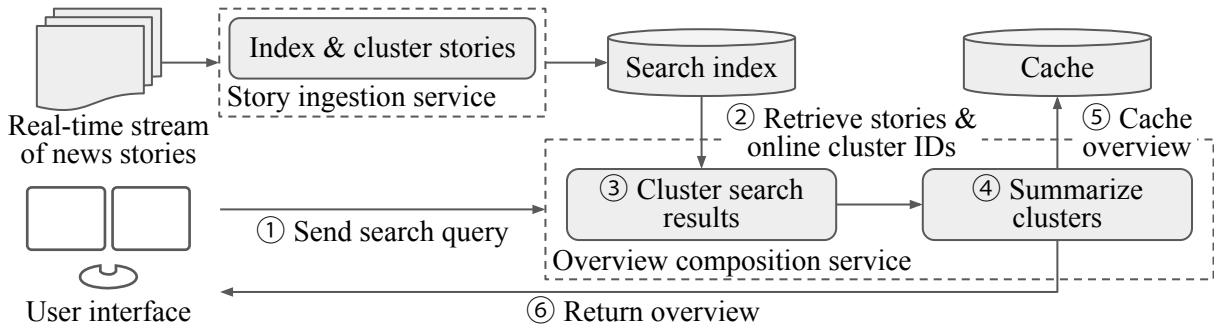 Index & cluster stories
Story ingestion service
Search index
Cache
Real-time stream
of news stories
② Retrieve stories &
online cluster IDs
⑤ Cache
overview
③ Cluster search
results
④ Summarize
clusters
① Send search query
Overview composition service
User interface
⑥ Return overview